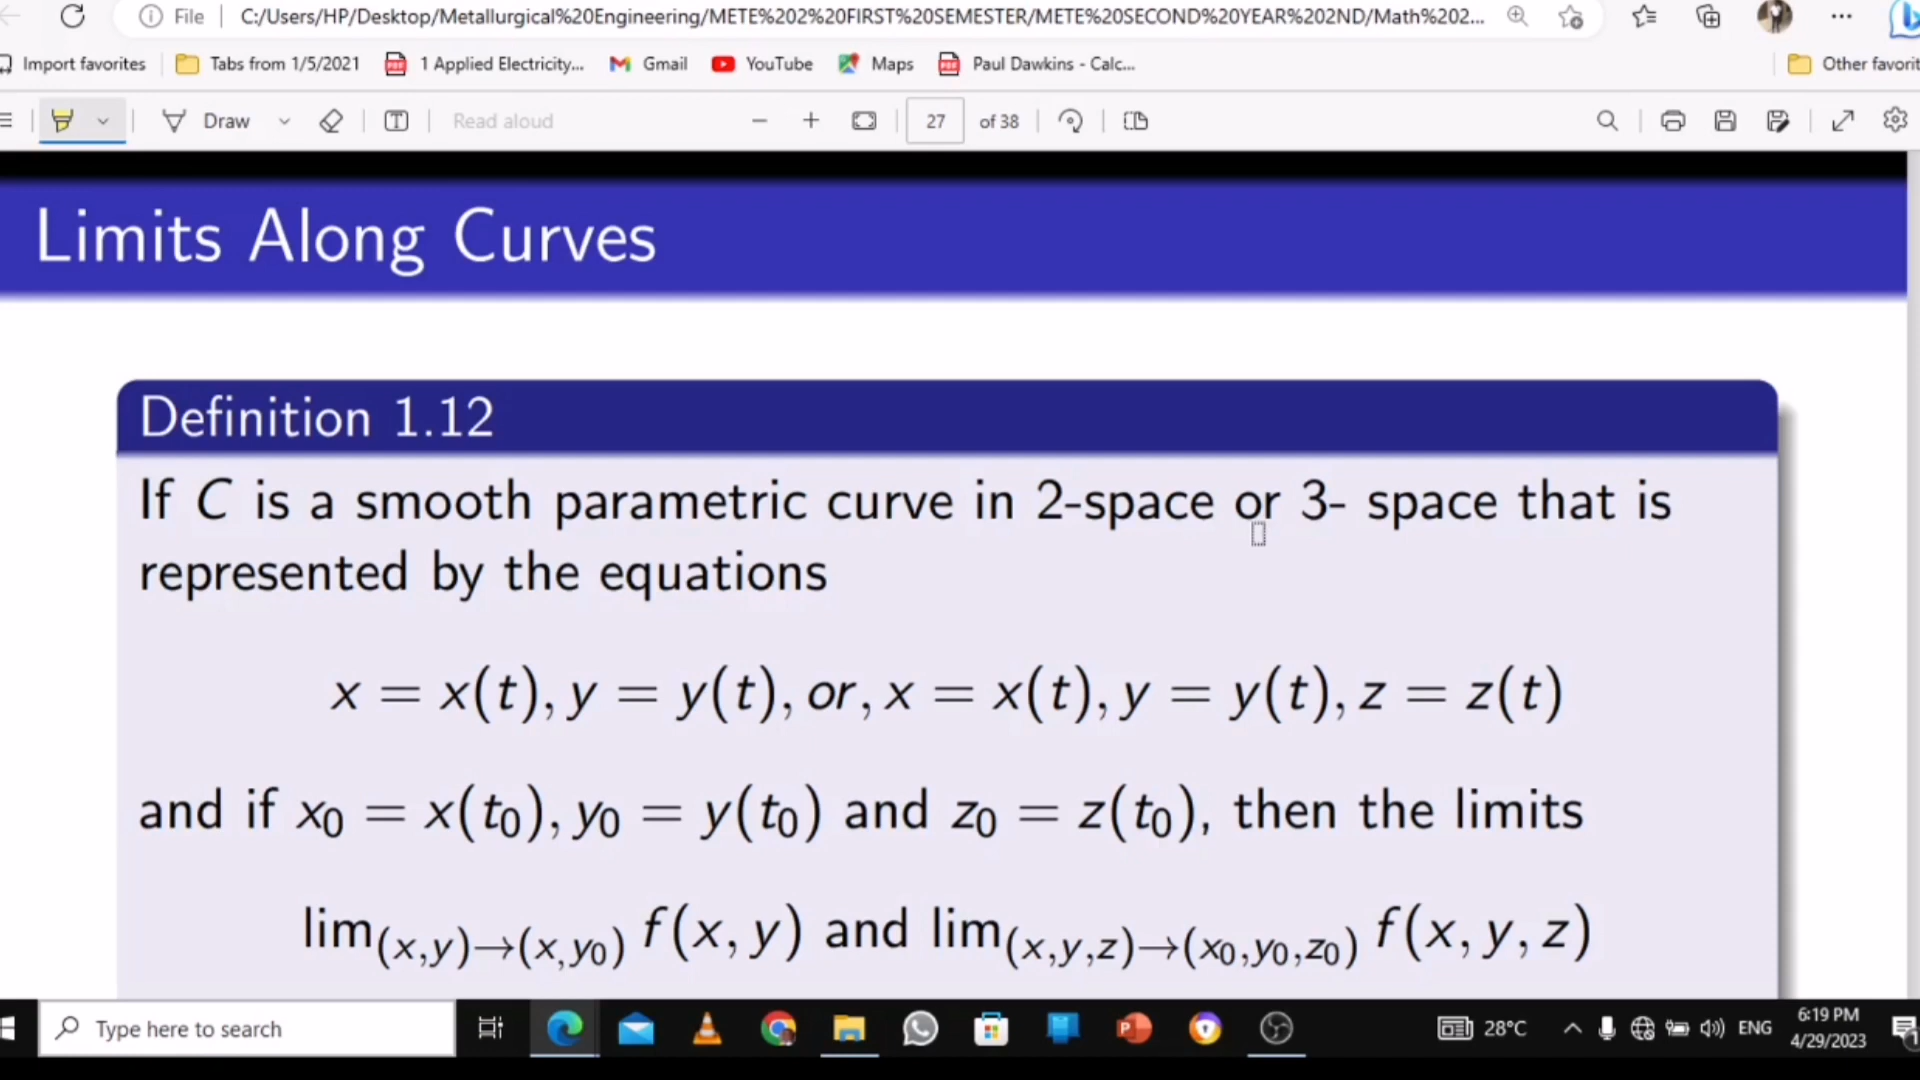 File C:/Users/HP/Desktop/Metallurgical%20Engineering/METE%202%20FIRST%20SEMESTER/METE%20SECOND%20YEAR%202ND/Math%202...
Import favorites Tabs from 1/5/2021 1 Applied Electricity... Gmail YouTube Maps Paul Dawkins - Calc... Other favorit
Draw Read aloud 27 of 38
Limits Along Curves
Definition 1.12
If C is a smooth parametric curve in 2-space or 3- space that is
represented by the equations
x = x(t), y = y(t), or, x = x(t), y = y(t), z = z(t)
and if x₀ = x(t₀), y₀ = y(t₀) and z₀ = z(t₀), then the limits
lim₍ₓ,y₎→(x,y₀) f(x, y) and lim(x,y,z)→(x₀,y₀,z₀) f(x, y, z)
Type here to search 28°C ENG 6:19 PM
4/29/2023